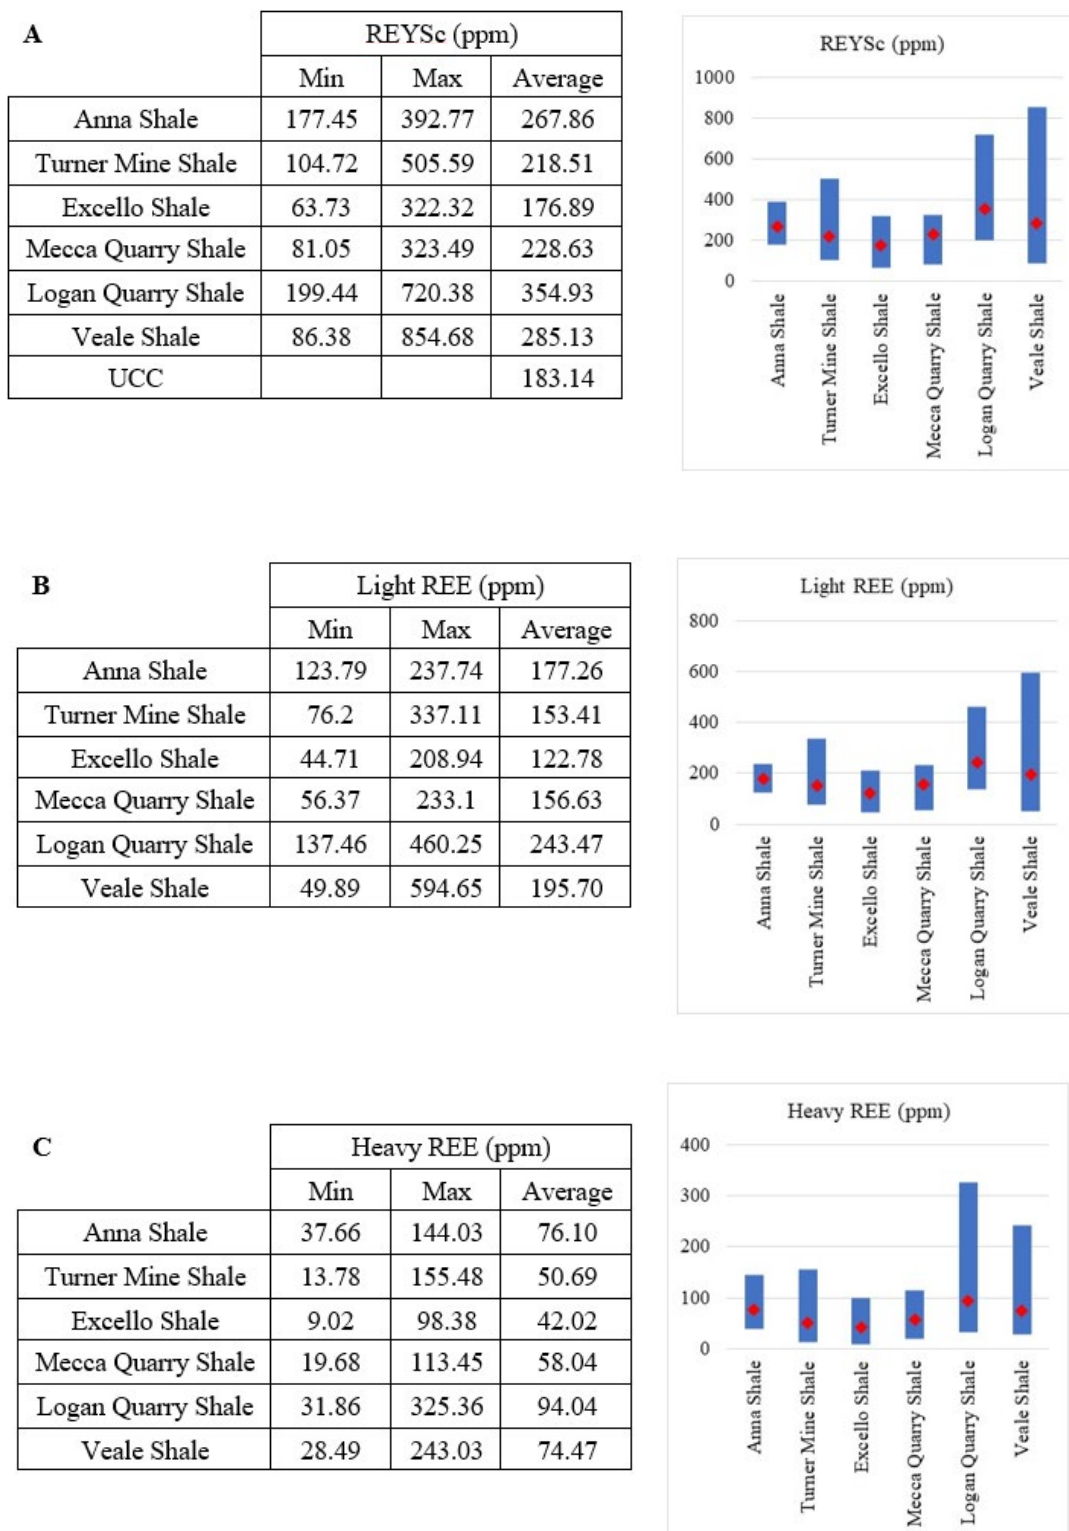 A
REYSc (ppm)
Min Max Average
Anna Shale 177.45 392.77 267.86
Turner Mine Shale 104.72 505.59 218.51
Excello Shale 63.73 322.32 176.89
Mecca Quarry Shale 81.05 323.49 228.63
Logan Quarry Shale 199.44 720.38 354.93
Veale Shale 86.38 854.68 285.13
UCC 183.14
REYSc (ppm)
1000
800
600
400
200
0
Anna Shale
Turner Mine Shale
Excello Shale
Mecca Quarry Shale
Logan Quarry Shale
Veale Shale
B
Light REE (ppm)
Min Max Average
Anna Shale 123.79 237.74 177.26
Turner Mine Shale 76.2 337.11 153.41
Excello Shale 44.71 208.94 122.78
Mecca Quarry Shale 56.37 233.1 156.63
Logan Quarry Shale 137.46 460.25 243.47
Veale Shale 49.89 594.65 195.70
Light REE (ppm)
800
600
400
200
0
Anna Shale
Turner Mine Shale
Excello Shale
Mecca Quarry Shale
Logan Quarry Shale
Veale Shale
C
Heavy REE (ppm)
Min Max Average
Anna Shale 37.66 144.03 76.10
Turner Mine Shale 13.78 155.48 50.69
Excello Shale 9.02 98.38 42.02
Mecca Quarry Shale 19.68 113.45 58.04
Logan Quarry Shale 31.86 325.36 94.04
Veale Shale 28.49 243.03 74.47
Heavy REE (ppm)
400
300
200
100
0
Anna Shale
Turner Mine Shale
Excello Shale
Mecca Quarry Shale
Logan Quarry Shale
Veale Shale